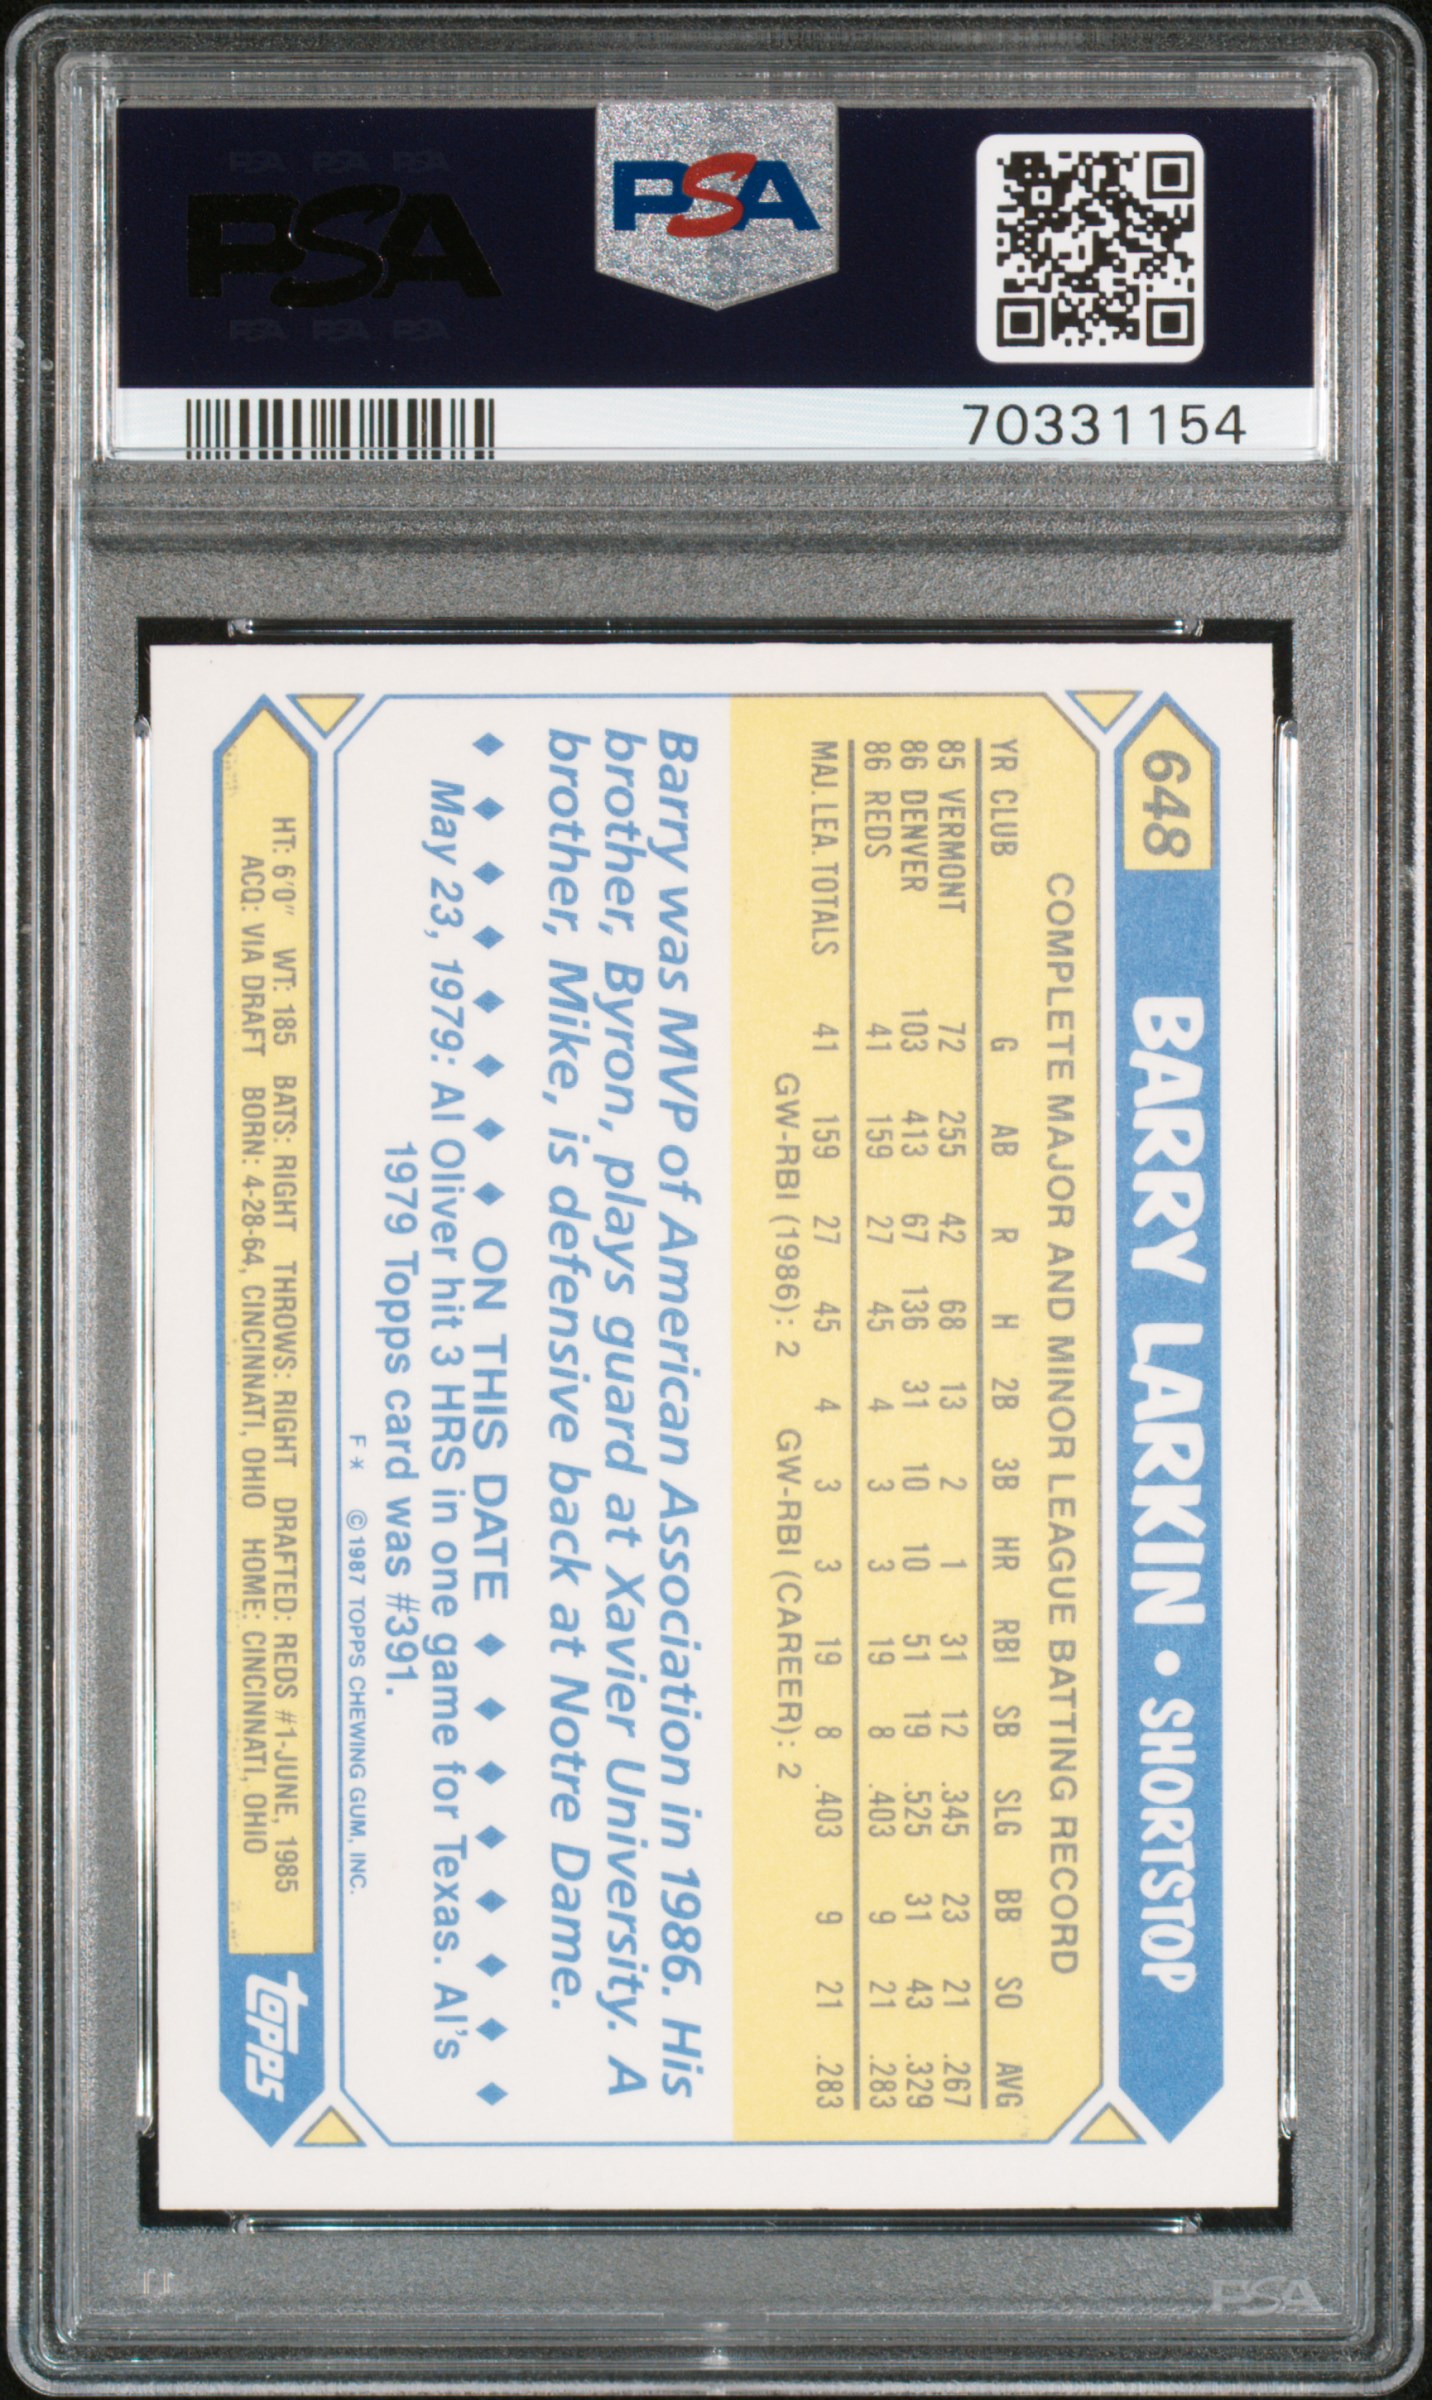 PSA PSA PSA
PSA
PSA PSA PSA
PSA
70331154
648 BARRY LARKIN • SHORTSTOP
COMPLETE MAJOR AND MINOR LEAGUE BATTING RECORD
YR CLUB G AB R H 2B 3B HR RBI SB SLG BB SO AVG
85 VERMONT 72 255 42 68 13 2 1 31 12 .345 23 21 .267
86 DENVER 103 413 67 136 31 10 10 51 19 .525 31 43 .329
86 REDS 41 159 27 45 4 3 3 19 8 .403 9 21 .283
MAJ. LEA. TOTALS 41 159 27 45 4 3 3 19 8 .403 9 21 .283
GW-RBI (1986): 2 GW-RBI (CAREER): 2
Barry was MVP of American Association in 1986. His
brother, Byron, plays guard at Xavier University. A
brother, Mike, is defensive back at Notre Dame.
◆ ◆ ◆ ◆ ◆ ◆ ◆ ◆ ON THIS DATE ◆ ◆ ◆ ◆ ◆ ◆ ◆ ◆
May 23, 1979: Al Oliver hit 3 HRS in one game for Texas. Al's
1979 Topps card was #391.
F* © 1987 TOPPS CHEWING GUM, INC.
HT: 6'0" WT: 185 BATS: RIGHT THROWS: RIGHT DRAFTED: REDS #1-JUNE, 1985
ACQ: VIA DRAFT BORN: 4-28-64, CINCINNATI, OHIO HOME: CINCINNATI, OHIO
topps
PSA